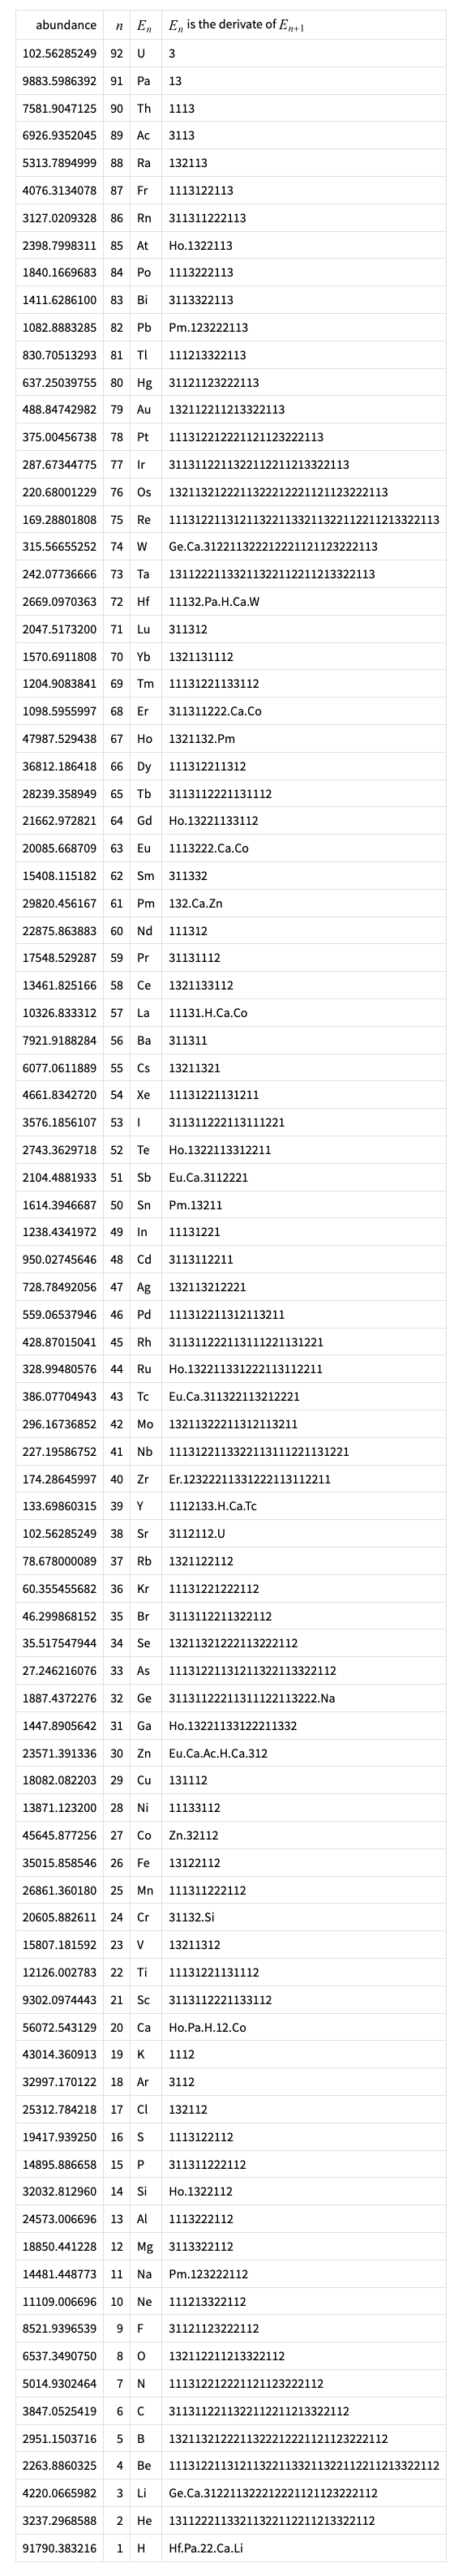 abundance n En En is the derivate of En+1
102.56285249 92 U 3
9883.5986392 91 Pa 13
7581.9047125 90 Th 1113
6926.9352045 89 Ac 3113
5313.7894999 88 Ra 132113
4076.3134078 87 Fr 1113122113
3127.0209328 86 Rn 311311222113
2398.7998311 85 At Ho.1322113
1840.1669683 84 Po 1113222113
1411.6286100 83 Bi 3113322113
1082.8883285 82 Pb Pm.123222113
830.70513293 81 Tl 111213322113
637.25039755 80 Hg 31121123222113
488.84742982 79 Au 132112211213322113
375.00456738 78 Pt 111312212221121123222113
287.67344775 77 Ir 3113112211322112211213322113
220.68001229 76 Os 1321132122211322212221121123222113
169.28801808 75 Re 111312211312113221133211322112211213322113
315.56655252 74 W Ge.Ca.312211322212221121123222113
242.07736666 73 Ta 13112221133211322112211213322113
2669.0970363 72 Hf 11132.Pa.H.Ca.W
2047.5173200 71 Lu 311312
1570.6911808 70 Yb 1321131112
1204.9083841 69 Tm 11131221133112
1098.5955997 68 Er 311311222.Ca.Co
47987.529438 67 Ho 1321132.Pm
36812.186418 66 Dy 111312211312
28239.358949 65 Tb 3113112221131112
21662.972821 64 Gd Ho.13221133112
20085.668709 63 Eu 1113222.Ca.Co
15408.115182 62 Sm 311332
29820.456167 61 Pm 132.Ca.Zn
22875.863883 60 Nd 111312
17548.529287 59 Pr 31131112
13461.825166 58 Ce 1321133112
10326.833312 57 La 11131.H.Ca.Co
7921.9188284 56 Ba 311311
6077.0611889 55 Cs 13211321
4661.8342720 54 Xe 11131221131211
3576.1856107 53 I 311311222113111221
2743.3629718 52 Te Ho.1322113312211
2104.4881933 51 Sb Eu.Ca.3112221
1614.3946687 50 Sn Pm.13211
1238.4341972 49 In 11131221
950.02745646 48 Cd 3113112211
728.78492056 47 Ag 132113212221
559.06537946 46 Pd 111312211312113211
428.87015041 45 Rh 311311222113111221131221
328.99480576 44 Ru Ho.132211331222113112211
386.07704943 43 Tc Eu.Ca.311322113212221
296.16736852 42 Mo 13211322211312113211
227.19586752 41 Nb 1113122113322113111221131221
174.28645997 40 Zr Er.12322211331222113112211
133.69860315 39 Y 1112133.H.Ca.Tc
102.56285249 38 Sr 3112112.U
78.678000089 37 Rb 1321122112
60.355455682 36 Kr 11131221222112
46.299868152 35 Br 3113112211322112
35.517547944 34 Se 13211321222113222112
27.246216076 33 As 11131221131211322113322112
1887.4372276 32 Ge 31131122211311122113222.Na
1447.8905642 31 Ga Ho.13221133122211332
23571.391336 30 Zn Eu.Ca.Ac.H.Ca.312
18082.082203 29 Cu 131112
13871.123200 28 Ni 11133112
45645.877256 27 Co Zn.32112
35015.858546 26 Fe 13122112
26861.360180 25 Mn 111311222112
20605.882611 24 Cr 31132.Si
15807.181592 23 V 13211312
12126.002783 22 Ti 11131221131112
9302.0974443 21 Sc 3113112221133112
56072.543129 20 Ca Ho.Pa.H.12.Co
43014.360913 19 K 1112
32997.170122 18 Ar 3112
25312.784218 17 Cl 132112
19417.939250 16 S 1113122112
14895.886658 15 P 311311222112
32032.812960 14 Si Ho.1322112
24573.006696 13 Al 1113222112
18850.441228 12 Mg 3113322112
14481.448773 11 Na Pm.123222112
11109.006696 10 Ne 111213322112
8521.9396539 9 F 31121123222112
6537.3490750 8 O 132112211213322112
5014.9302464 7 N 111312212221121123222112
3847.0525419 6 C 3113112211322112211213322112
2951.1503716 5 B 1321132122211322212221121123222112
2263.8860325 4 Be 111312211312113221133211322112211213322112
4220.0665982 3 Li Ge.Ca.312211322212221121123222112
3237.2968588 2 He 13112221133211322112211213322112
91790.383216 1 H Hf.Pa.22.Ca.Li